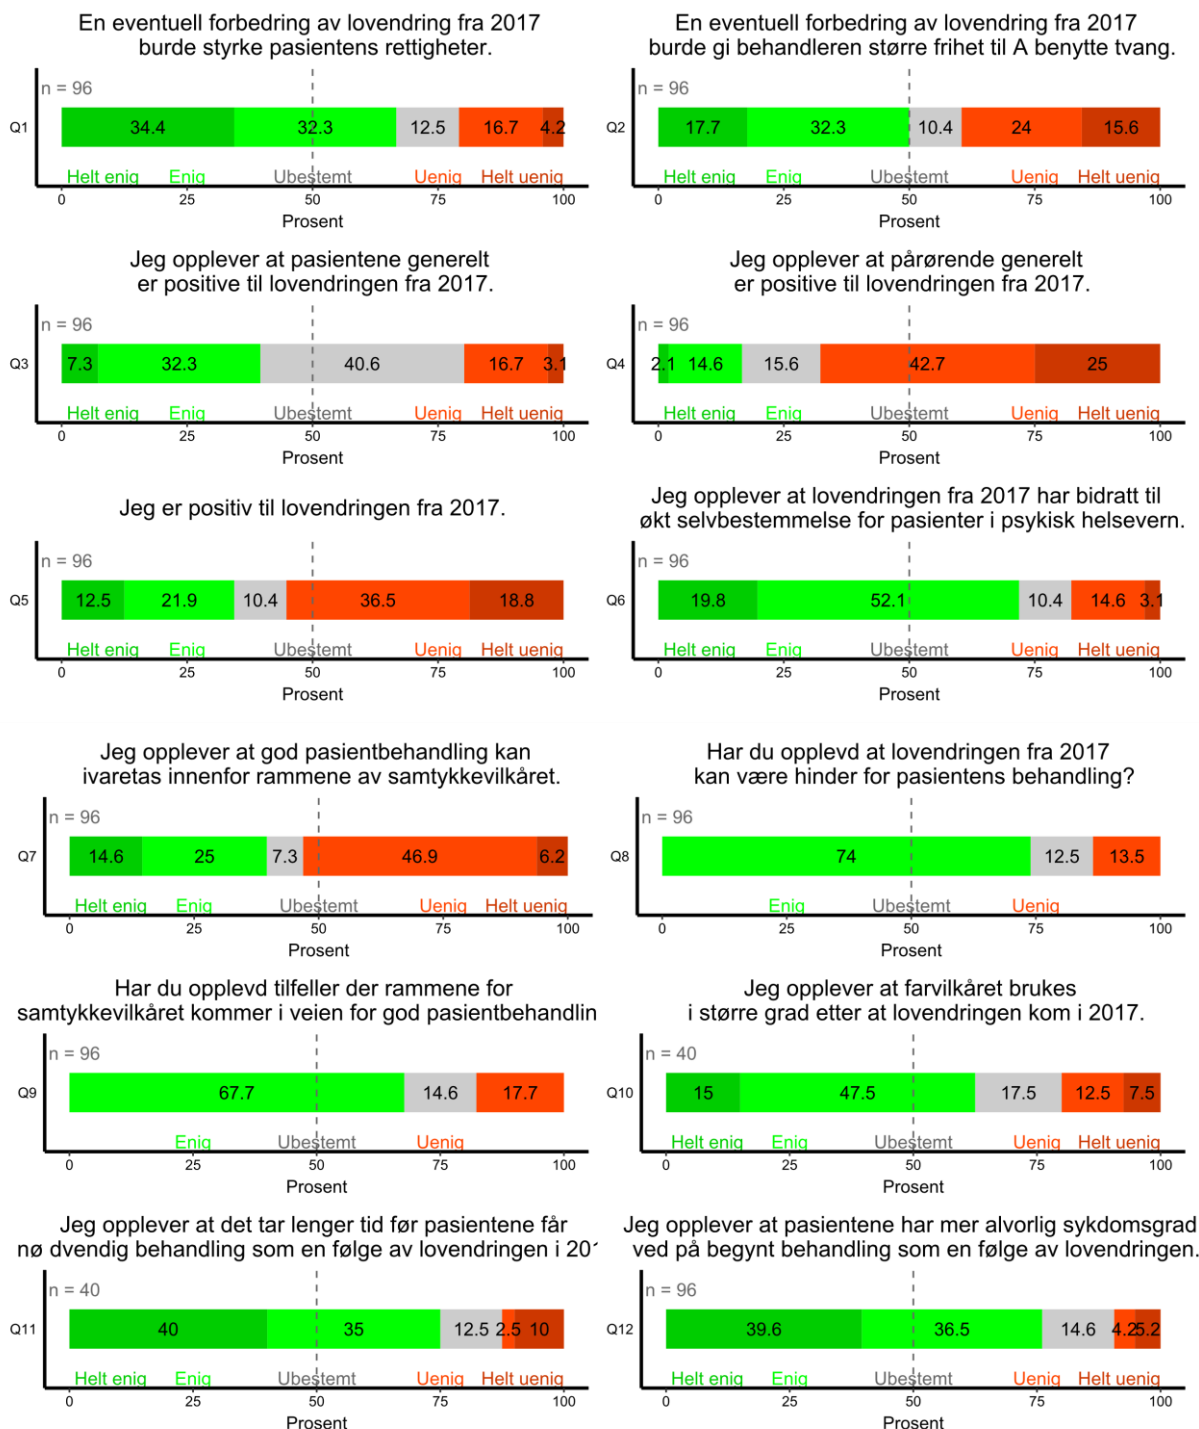 En eventuell forbedring av lovendring fra 2017
burde styrke pasientens rettigheter.
n = 96
Q1
34.4 32.3 12.5 16.7 4.2
Helt enig Enig Ubestemt Uenig Helt uenig
0 25 50 75 100
Prosent
En eventuell forbedring av lovendring fra 2017
burde gi behandleren større frihet til A benytte tvang.
n = 96
Q2
17.7 32.3 10.4 24 15.6
Helt enig Enig Ubestemt Uenig Helt uenig
0 25 50 75 100
Prosent
Jeg opplever at pasientene generelt
er positive til lovendringen fra 2017.
n = 96
Q3
7.3 32.3 40.6 16.7 3.1
Helt enig Enig Ubestemt Uenig Helt uenig
0 25 50 75 100
Prosent
Jeg opplever at pårørende generelt
er positive til lovendringen fra 2017.
n = 96
Q4
2.1 14.6 15.6 42.7 25
Helt enig Enig Ubestemt Uenig Helt uenig
0 25 50 75 100
Prosent
Jeg er positiv til lovendringen fra 2017.
n = 96
Q5
12.5 21.9 10.4 36.5 18.8
Helt enig Enig Ubestemt Uenig Helt uenig
0 25 50 75 100
Prosent
Jeg opplever at lovendringen fra 2017 har bidratt til
økt selvbestemmelse for pasienter i psykisk helsevern.
n = 96
Q6
19.8 52.1 10.4 14.6 3.1
Helt enig Enig Ubestemt Uenig Helt uenig
0 25 50 75 100
Prosent
Jeg opplever at god pasientbehandling kan
ivaretas innenfor rammene av samtykkevilkåret.
n = 96
Q7
14.6 25 7.3 46.9 6.2
Helt enig Enig Ubestemt Uenig Helt uenig
0 25 50 75 100
Prosent
Har du opplevd at lovendringen fra 2017
kan være hinder for pasientens behandling?
n = 96
Q8
74 12.5 13.5
Enig Ubestemt Uenig
0 25 50 75 100
Prosent
Har du opplevd tilfeller der rammene for
samtykkevilkåret kommer i veien for god pasientbehandlin
n = 96
Q9
67.7 14.6 17.7
Enig Ubestemt Uenig
0 25 50 75 100
Prosent
Jeg opplever at farvilkåret brukes
i større grad etter at lovendringen kom i 2017.
n = 40
Q10
15 47.5 17.5 12.5 7.5
Helt enig Enig Ubestemt Uenig Helt uenig
0 25 50 75 100
Prosent
Jeg opplever at det tar lenger tid før pasientene får
nø dvendig behandling som en følge av lovendringen i 20
n = 40
Q11
40 35 12.5 2.5 10
Helt enig Enig Ubestemt Uenig Helt uenig
0 25 50 75 100
Prosent
Jeg opplever at pasientene har mer alvorlig sykdomsgrad
ved på begynt behandling som en følge av lovendringen.
n = 96
Q12
39.6 36.5 14.6 4.2 5.2
Helt enig Enig Ubestemt Uenig Helt uenig
0 25 50 75 100
Prosent